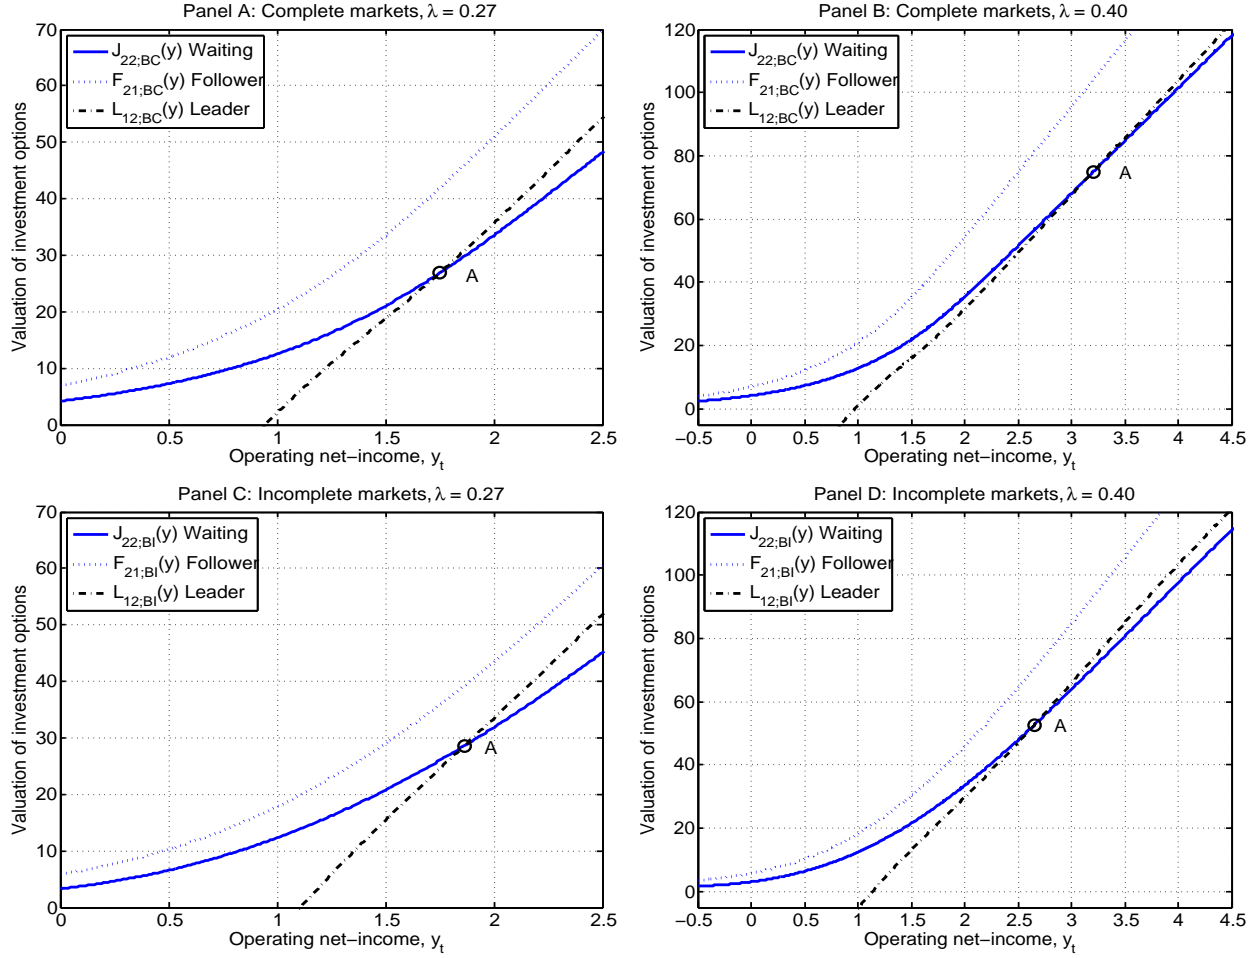 Panel A: Complete markets, λ = 0.27
70
60
50
40
30
20
10
0
Valuation of investment options
J22;BC(y) Waiting
F21;BC(y) Follower
L12;BC(y) Leader
A
0
0.5
1
1.5
2
2.5
Operating net−income, yt
Panel B: Complete markets, λ = 0.40
120
100
80
60
40
20
0
Valuation of investment options
J22;BC(y) Waiting
F21;BC(y) Follower
L12;BC(y) Leader
A
−0.5
0
0.5
1
1.5
2
2.5
3
3.5
4
4.5
Operating net−income, yt
Panel C: Incomplete markets, λ = 0.27
70
60
50
40
30
20
10
0
Valuation of investment options
J22;BI(y) Waiting
F21;BI(y) Follower
L12;BI(y) Leader
A
0
0.5
1
1.5
2
2.5
Operating net−income, yt
Panel D: Incomplete markets, λ = 0.40
120
100
80
60
40
20
0
Valuation of investment options
J22;BI(y) Waiting
F21;BI(y) Follower
L12;BI(y) Leader
A
−0.5
0
0.5
1
1.5
2
2.5
3
3.5
4
4.5
Operating net−income, yt